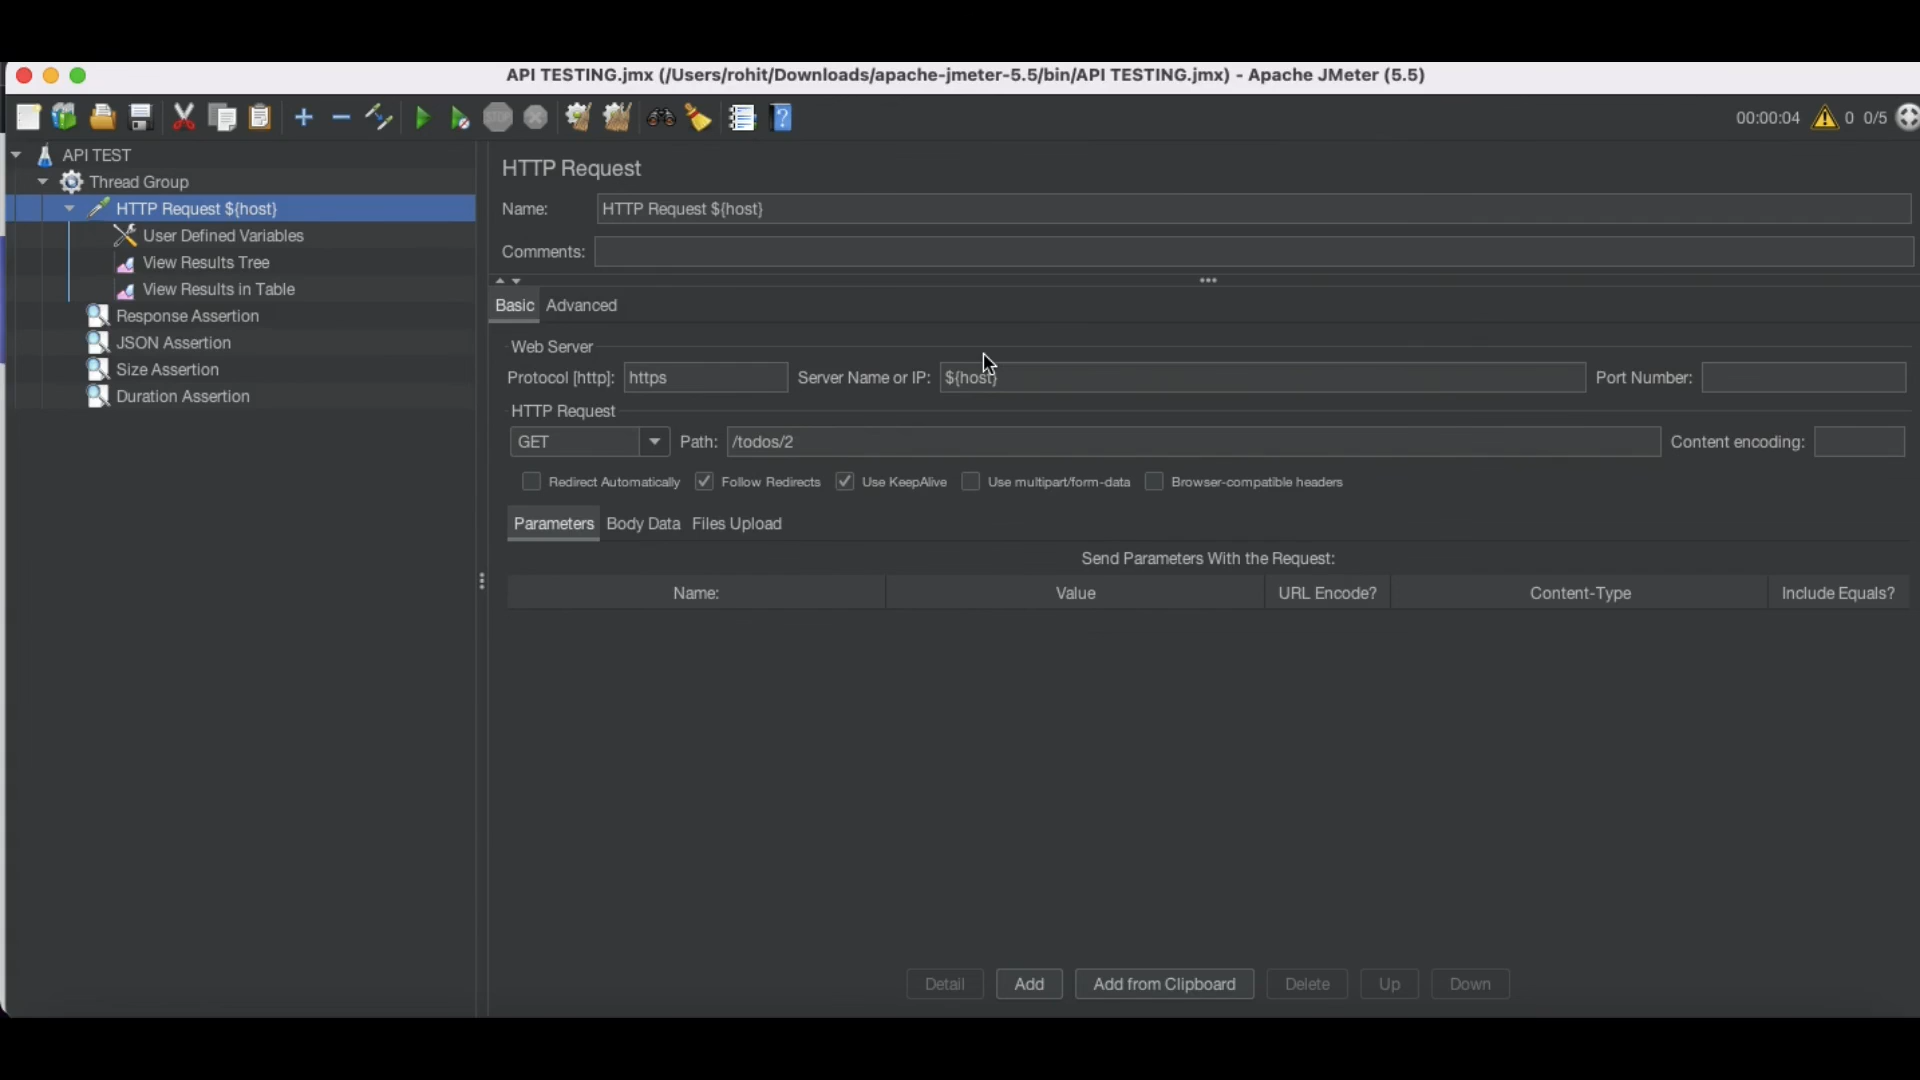 API TESTING.jmx (/Users/rohit/Downloads/apache-jmeter-5.5/bin/API TESTING.jmx) - Apache JMeter (5.5)
STOP
00:00:04 0 0/5
API TEST
Thread Group
HTTP Request ${host}
User Defined Variables
View Results Tree
View Results in Table
Response Assertion
JSON Assertion
Size Assertion
Duration Assertion
HTTP Request
Name: HTTP Request ${host}
Comments:
Basic Advanced
Web Server
Protocol [http]: https Server Name or IP: ${host} Port Number:
HTTP Request
GET Path: /todos/2 Content encoding:
Redirect Automatically Follow Redirects Use KeepAlive Use multipart/form-data Browser-compatible headers
Parameters Body Data Files Upload
Send Parameters With the Request:
Name: Value URL Encode? Content-Type Include Equals?
Detail Add Add from Clipboard Delete Up Down